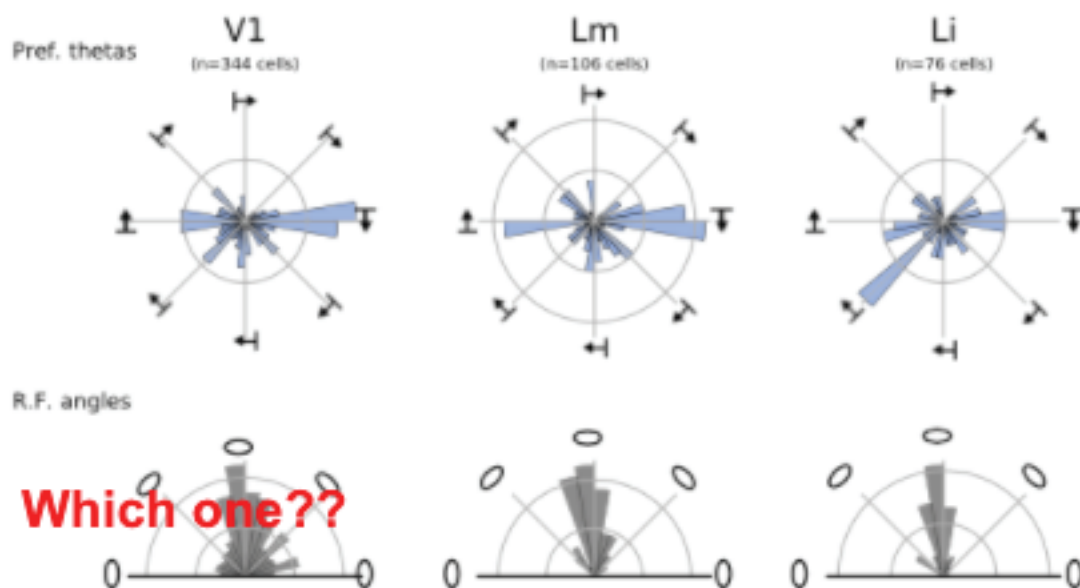 V1
Lm
Li
Pref. thetas
(n=344 cells)
(n=106 cells)
(n=76 cells)
R.F. angles
Which one??